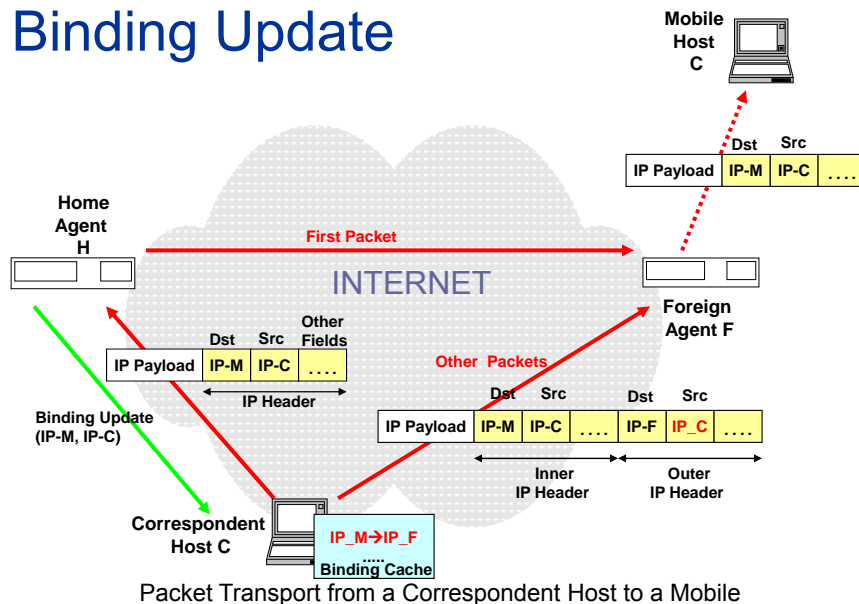 Binding Update
Mobile
Host
C
Dst Src
IP Payload IP-M IP-C ....
Home
Agent
H
First Packet
INTERNET
Foreign
Agent F
Dst Src Other
Fields
IP Payload IP-M IP-C ....
IP Header
Other Packets
Binding Update
(IP-M, IP-C)
Dst Src Dst Src
IP Payload IP-M IP-C .... IP-F IP_C ....
Inner
IP Header
Outer
IP Header
Correspondent
Host C
IP_M→IP_F
.....
Binding Cache
Packet Transport from a Correspondent Host to a Mobile